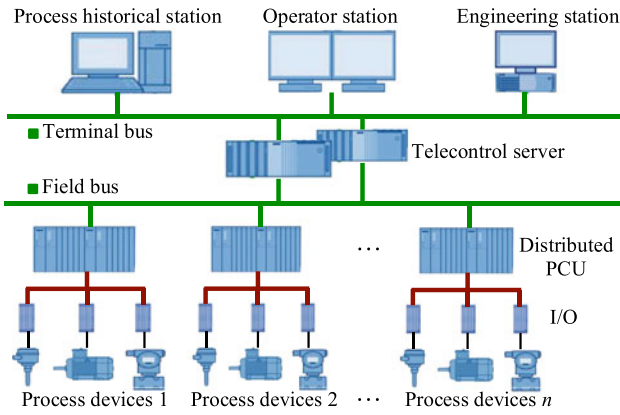 Process historical station
Operator station
Engineering station
Terminal bus
Telecontrol server
Field bus
...
Distributed
PCU
I/O
Process devices 1
Process devices 2
...
Process devices n